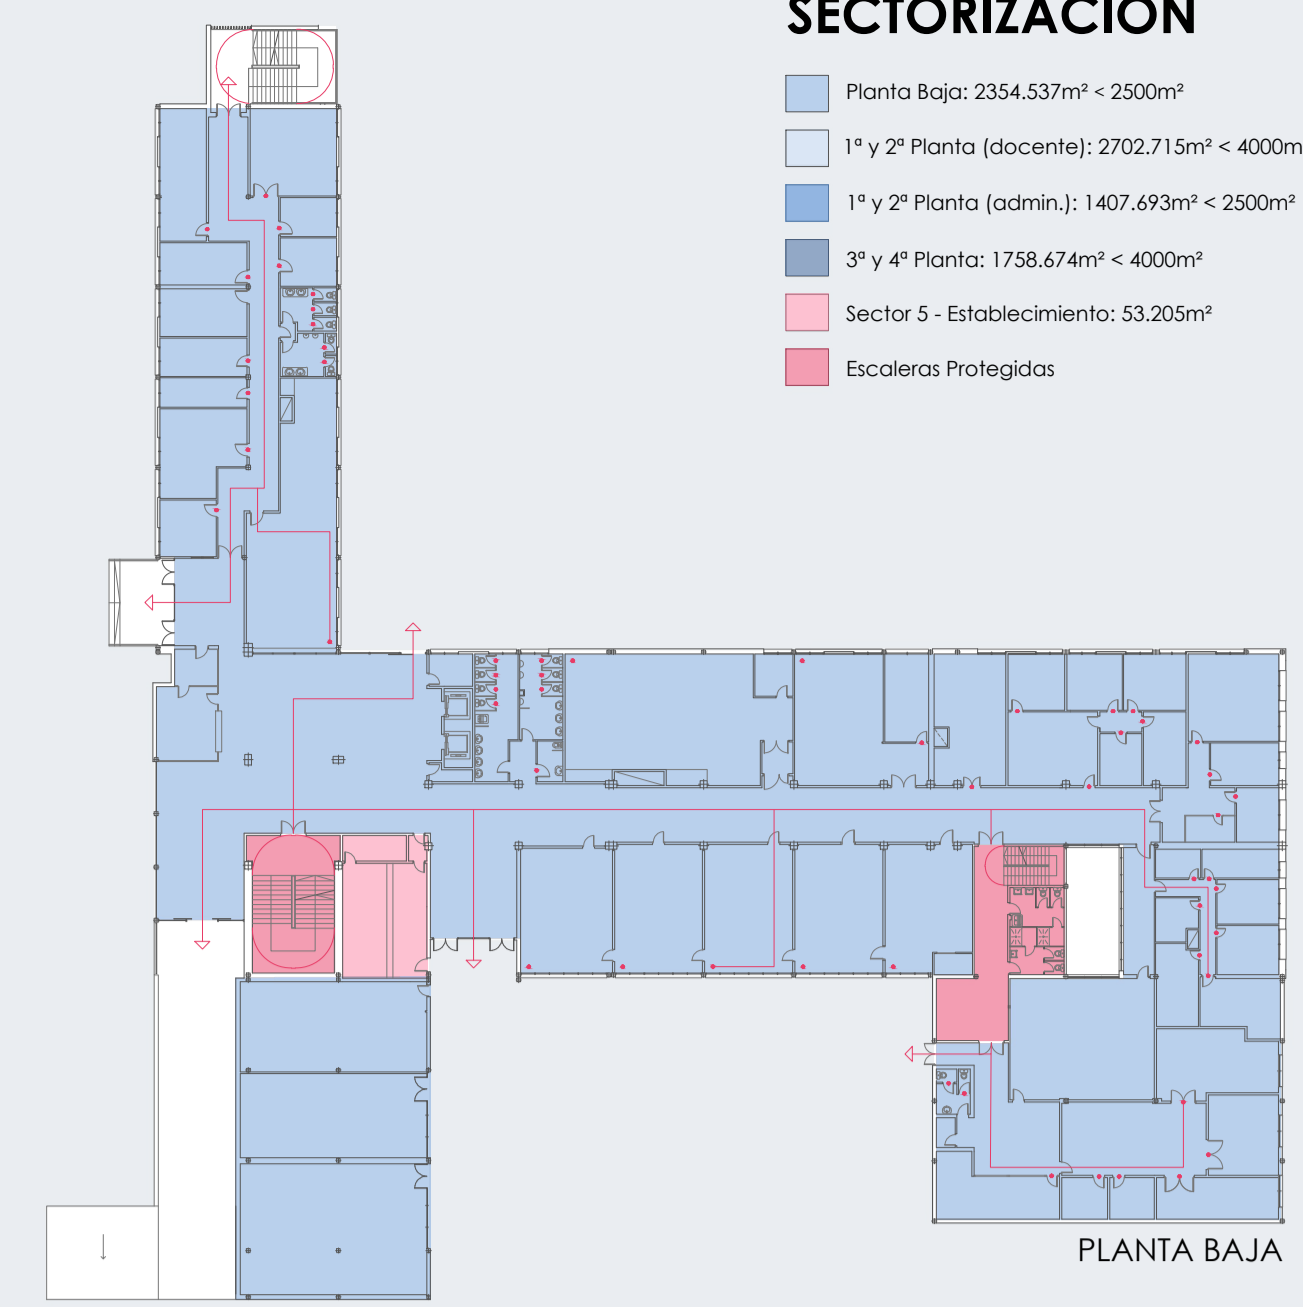 SECTORIZACIÓN
Planta Baja: 2354.537m² < 2500m²
1ª y 2ª Planta (docente): 2702.715m² < 4000m
1ª y 2ª Planta (admin.): 1407.693m² < 2500m²
3ª y 4ª Planta: 1758.674m² < 4000m²
Sector 5 - Establecimiento: 53.205m²
Escaleras Protegidas
PLANTA BAJA